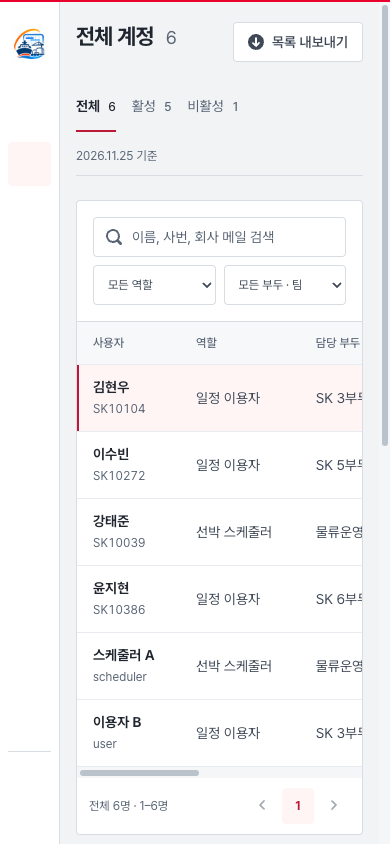 전체 계정 6
목록 내보내기
전체 6 활성 5 비활성 1
2026.11.25 기준
이름, 사번, 회사 메일 검색
모든 역할 모든 부두 · 팀
사용자 역할 담당 부두
김현우
SK10104
일정 이용자 SK 3부두
이수빈
SK10272
일정 이용자 SK 5부두
강태준
SK10039
선박 스케줄러 물류운영
윤지현
SK10386
일정 이용자 SK 6부두
스케줄러 A
scheduler
선박 스케줄러 물류운영
이용자 B
user
일정 이용자 SK 3부두
전체 6명 · 1–6명
1